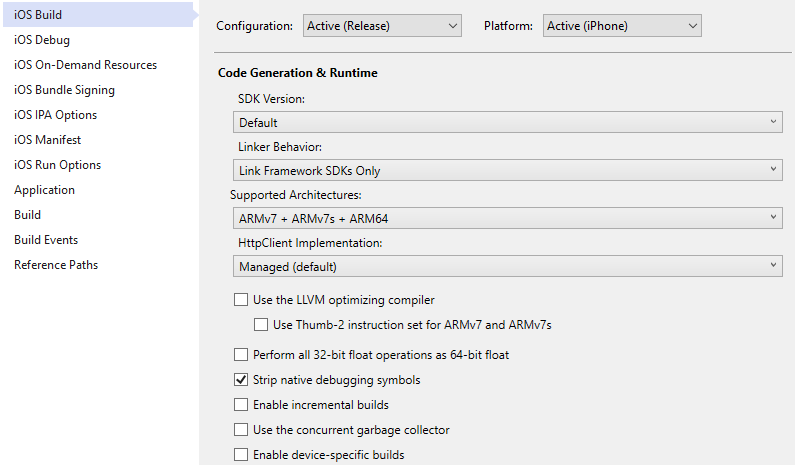 iOS Build
iOS Debug
iOS On-Demand Resources
iOS Bundle Signing
iOS IPA Options
iOS Manifest
iOS Run Options
Application
Build
Build Events
Reference Paths
Configuration: Active (Release) Platform: Active (iPhone)
Code Generation & Runtime
SDK Version:
Default
Linker Behavior:
Link Framework SDKs Only
Supported Architectures:
ARMv7 + ARMv7s + ARM64
HttpClient Implementation:
Managed (default)
Use the LLVM optimizing compiler
Use Thumb-2 instruction set for ARMv7 and ARMv7s
Perform all 32-bit float operations as 64-bit float
Strip native debugging symbols
Enable incremental builds
Use the concurrent garbage collector
Enable device-specific builds